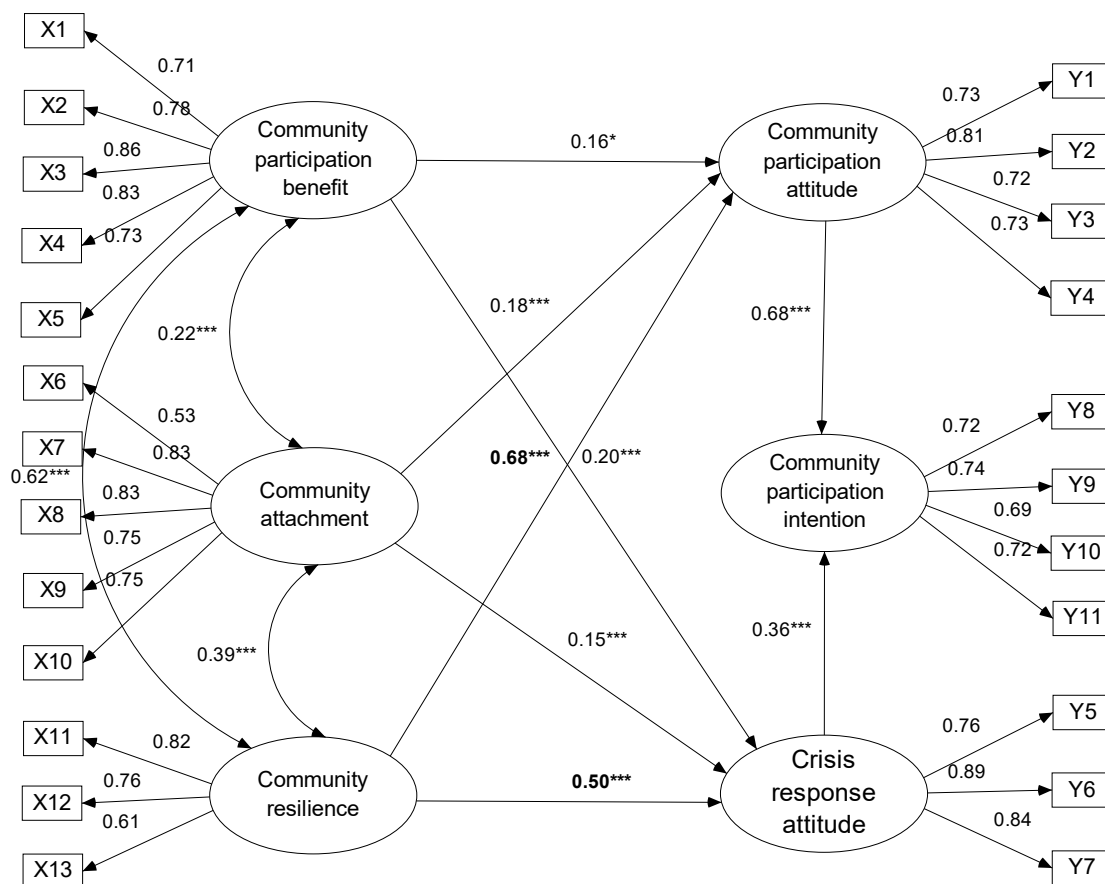 X1
0.71
X2
0.78
X3
0.86
X4
0.83
X5
0.73
Community
participation
benefit
0.16*
Community
participation
attitude
0.73
Y1
0.81
Y2
0.72
Y3
0.73
Y4
0.22***
0.18***
0.68***
X6
0.53
X7
0.83
0.62***
X8
0.83
X9
0.75
X10
0.75
Community
attachment
0.68***
0.20***
Community
participation
intention
0.72
Y8
0.74
Y9
0.69
Y10
0.72
Y11
0.39***
0.15***
0.36***
X11
0.82
X12
0.76
X13
0.61
Community
resilience
0.50***
Crisis
response
attitude
0.76
Y5
0.89
Y6
0.84
Y7